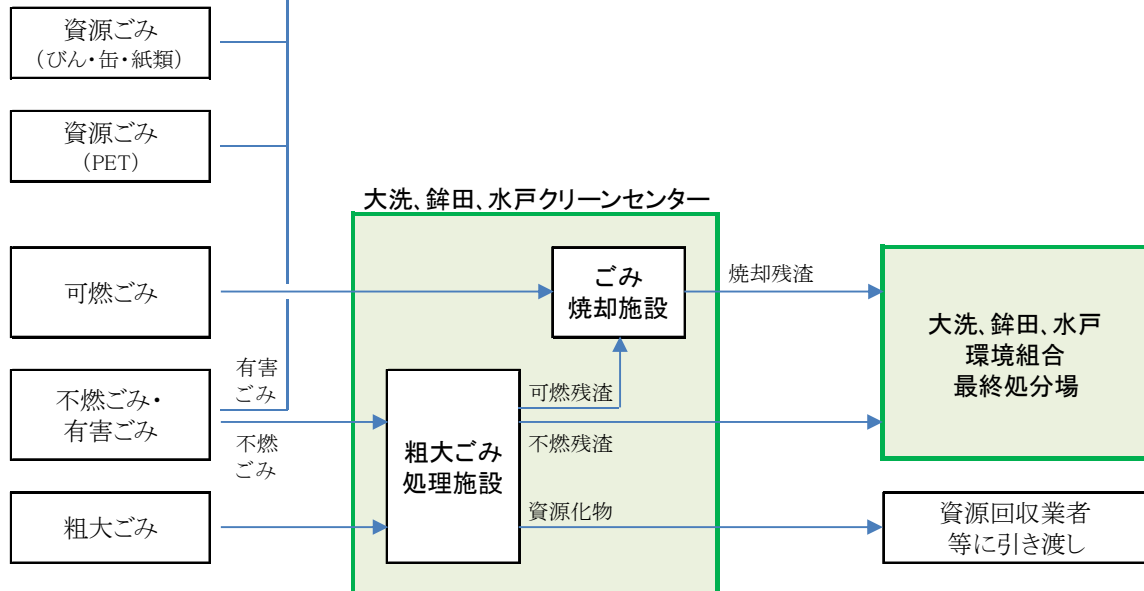 資源ごみ
（びん・缶・紙類）
資源ごみ
（PET）
大洗、鉾田、水戸クリーンセンター
可燃ごみ
ごみ
焼却施設
焼却残渣
大洗、鉾田、水戸
環境組合
最終処分場
不燃ごみ・
有害ごみ
有害
ごみ
不燃
ごみ
粗大ごみ
処理施設
可燃残渣
不燃残渣
粗大ごみ
資源化物
資源回収業者
等に引き渡し